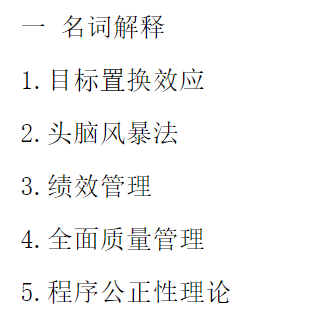 一 名词解释
1.目标置换效应
2.头脑风暴法
3.绩效管理
4.全面质量管理
5.程序公正性理论